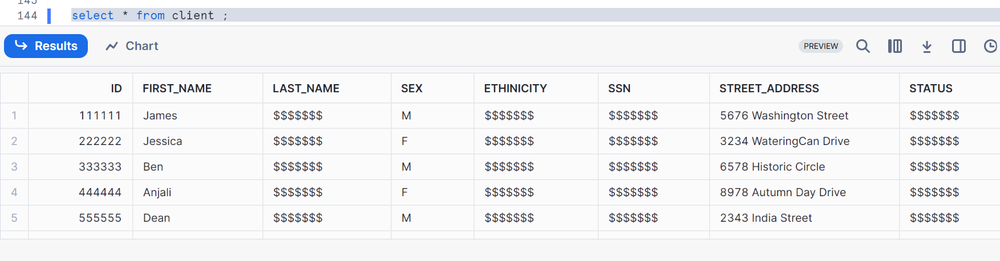 144 select * from client ;
Results Chart PREVIEW
ID FIRST_NAME LAST_NAME SEX ETHINICITY SSN STREET_ADDRESS STATUS
1 111111 James $$$$$$$ M $$$$$$$ $$$$$$$ 5676 Washington Street $$$$$$$
2 222222 Jessica $$$$$$$ F $$$$$$$ $$$$$$$ 3234 WateringCan Drive $$$$$$$
3 333333 Ben $$$$$$$ M $$$$$$$ $$$$$$$ 6578 Historic Circle $$$$$$$
4 444444 Anjali $$$$$$$ F $$$$$$$ $$$$$$$ 8978 Autumn Day Drive $$$$$$$
5 555555 Dean $$$$$$$ M $$$$$$$ $$$$$$$ 2343 India Street $$$$$$$